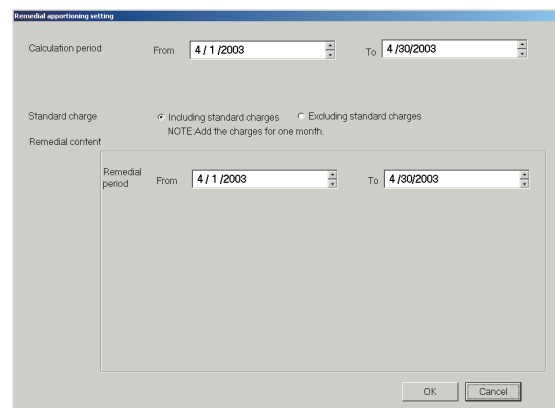 Remedial apportioning setting
Calculation period From 4 / 1 /2003 To 4 /30/2003
Standard charge Including standard charges Excluding standard charges
NOTE:Add the charges for one month.
Remedial content
Remedial period From 4 / 1 /2003 To 4 /30/2003
OK Cancel